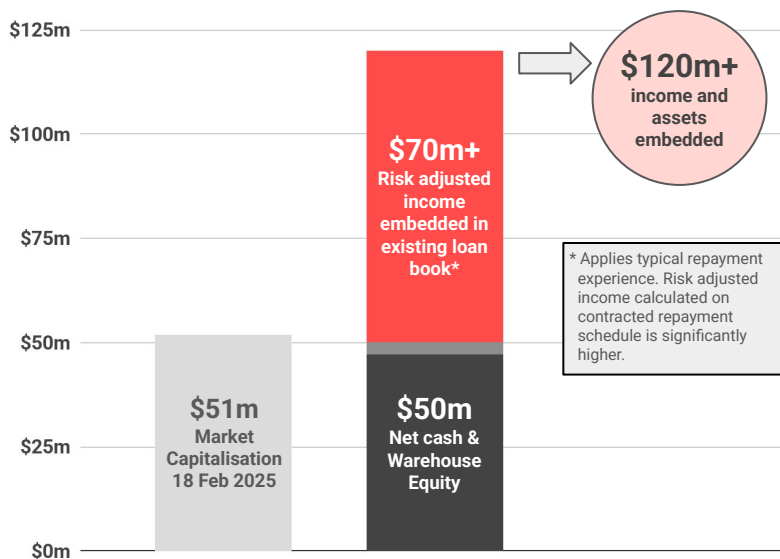 $125m
$100m
$75m
$50m
$25m
$0m
$51m
Market
Capitalisation
18 Feb 2025
$70m+
Risk adjusted
income
embedded in
existing loan
book*
$50m
Net cash &
Warehouse
Equity
$120m+
income and
assets
embedded
* Applies typical repayment
experience. Risk adjusted
income calculated on
contracted repayment
schedule is significantly
higher.